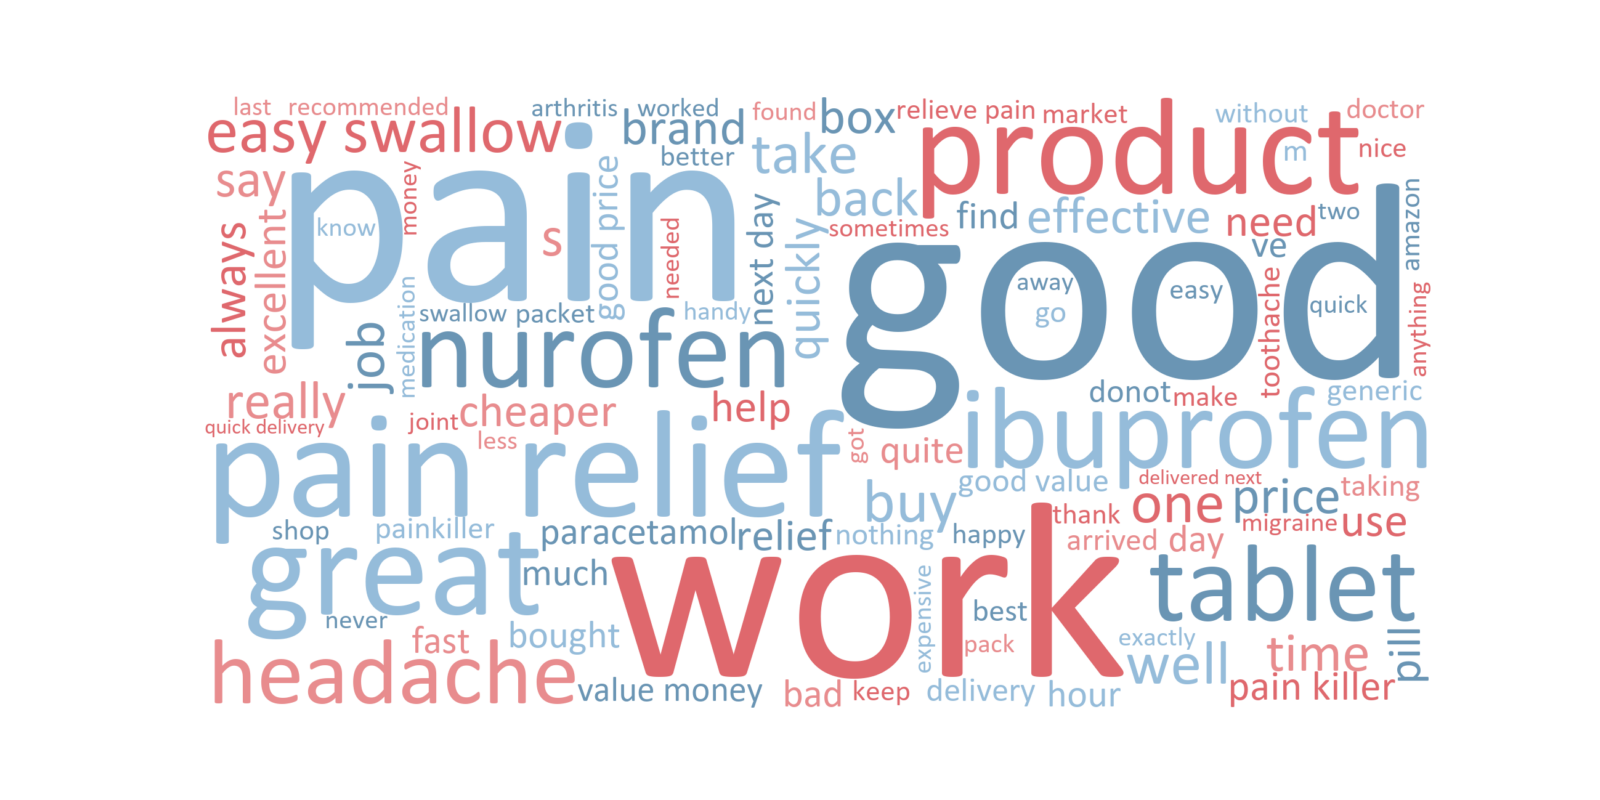 last
recommended
arthritis
worked
found
box
relieve pain
market
without
doctor
easy swallow
brand
product
m
nice
better
take
say
pain
know
money
good price
back
find
effective
need
two
amazon
always
excellent
s
needed
next day
quickly
sometimes
ve
good
away
go
easy
quick
toothache
anything
job
medication
swallow
packet
handy
nurofen
donot
make
generic
really
quick delivery
joint
cheaper
less
help
got
quite
ibuprofen
pain relief
good value
delivered next
taking
buy
one
price
shop
painkiller
paracetamol
relief
nothing
happy
thank
migraine
use
arrived day
great
much
work
tablet
never
fast
bought
expensive
best
pack
exactly
well
time
pill
headache
value money
bad
keep
delivery
hour
pain killer